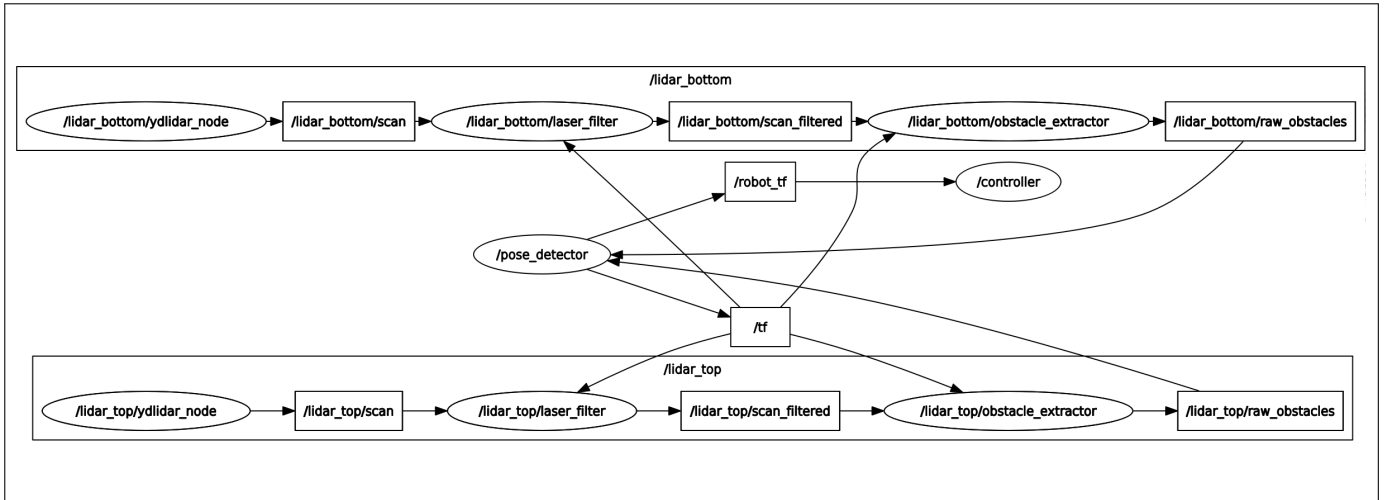 /lidar_bottom
/lidar_bottom/ydlidar_node
/lidar_bottom/scan
/lidar_bottom/laser_filter
/lidar_bottom/scan_filtered
/lidar_bottom/obstacle_extractor
/lidar_bottom/raw_obstacles
/robot_tf
/controller
/pose_detector
/tf
/lidar_top
/lidar_top/ydlidar_node
/lidar_top/scan
/lidar_top/laser_filter
/lidar_top/scan_filtered
/lidar_top/obstacle_extractor
/lidar_top/raw_obstacles